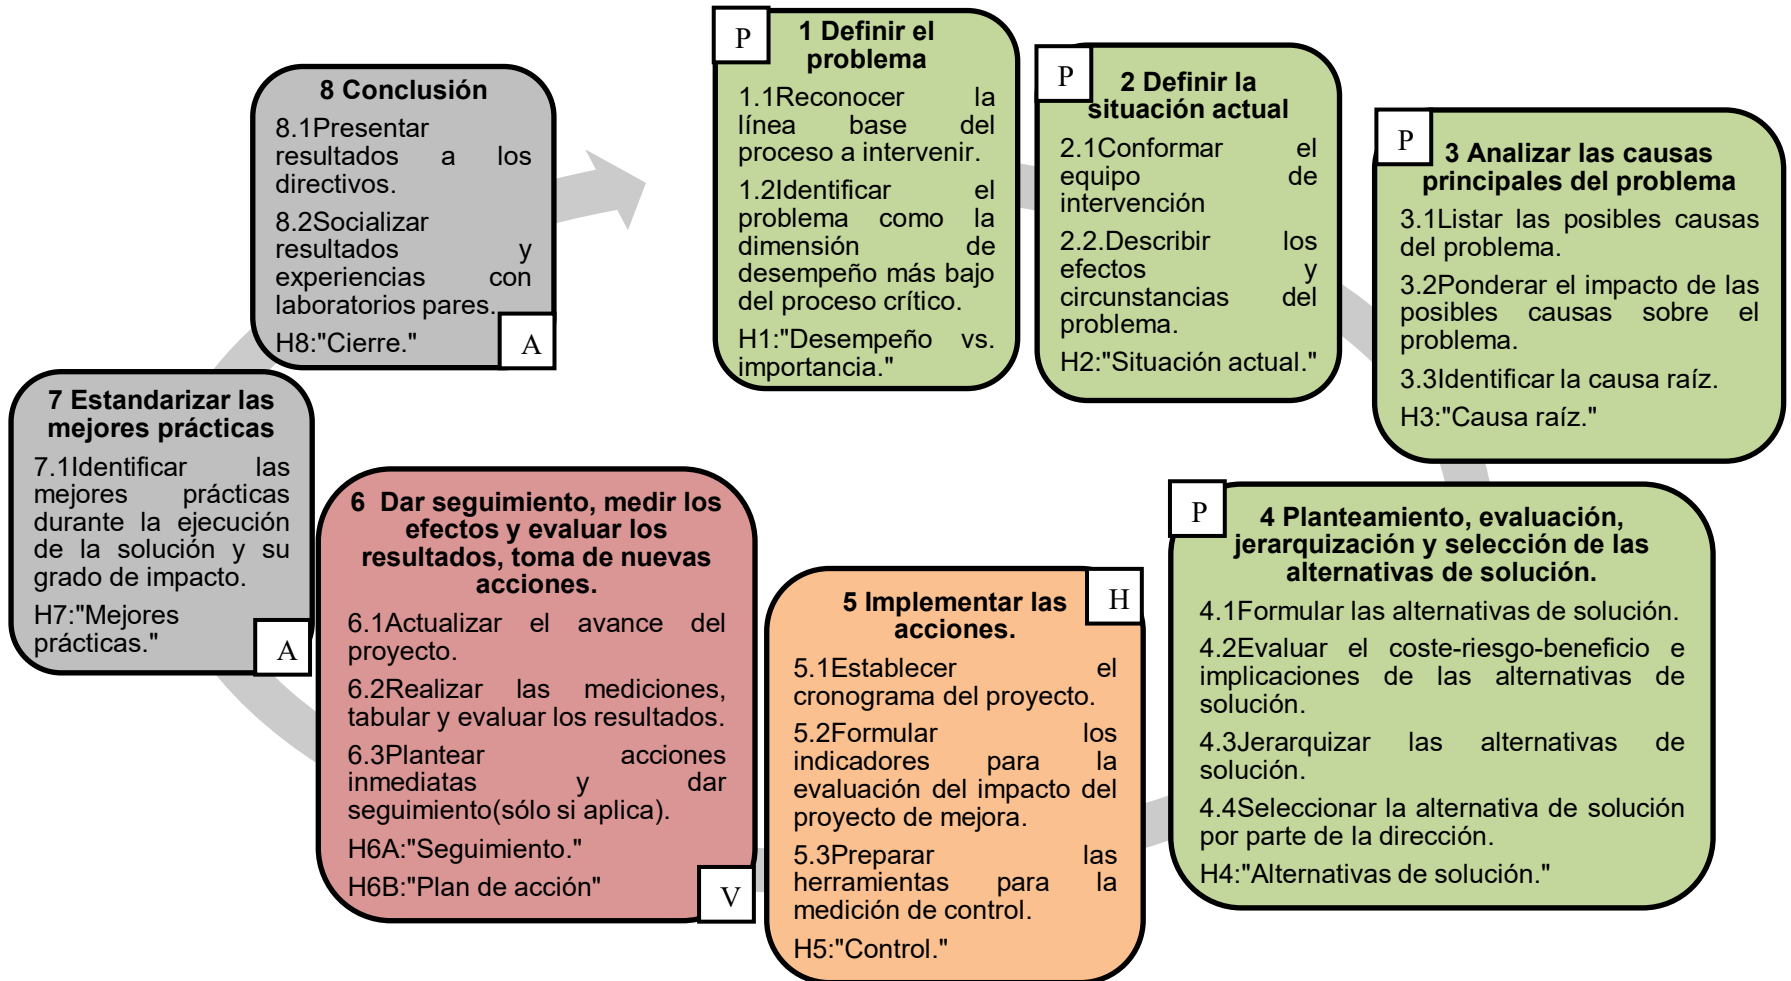 P
1 Definir el
problema
1.1Reconocer la
línea base del
proceso a intervenir.
1.2Identificar el
problema como la
dimensión de
desempeño más bajo
del proceso crítico.
H1:"Desempeño vs.
importancia."
P
2 Definir la
situación actual
2.1Conformar el
equipo de
intervención
2.2.Describir los
efectos y
circunstancias del
problema.
H2:"Situación actual."
P
3 Analizar las causas
principales del problema
3.1Listar las posibles causas
del problema.
3.2Ponderar el impacto de las
posibles causas sobre el
problema.
3.3Identificar la causa raíz.
H3:"Causa raíz."
P
4 Planteamiento, evaluación,
jerarquización y selección de las
alternativas de solución.
4.1Formular las alternativas de solución.
4.2Evaluar el coste-riesgo-beneficio e
implicaciones de las alternativas de
solución.
4.3Jerarquizar las alternativas de
solución.
4.4Seleccionar la alternativa de solución
por parte de la dirección.
H4:"Alternativas de solución."
H
5 Implementar las
acciones.
5.1Establecer el
cronograma del proyecto.
5.2Formular los
indicadores para la
evaluación del impacto del
proyecto de mejora.
5.3Preparar las
herramientas para la
medición de control.
H5:"Control."
6 Dar seguimiento, medir los
efectos y evaluar los
resultados, toma de nuevas
acciones.
6.1Actualizar el avance del
proyecto.
6.2Realizar las mediciones,
tabular y evaluar los resultados.
6.3Plantear acciones
inmediatas y dar
seguimiento(sólo si aplica).
H6A:"Seguimiento."
H6B:"Plan de acción"
V
7 Estandarizar las
mejores prácticas
7.1Identificar las
mejores prácticas
durante la ejecución
de la solución y su
grado de impacto.
H7:"Mejores
prácticas."
A
8 Conclusión
8.1Presentar
resultados a los
directivos.
8.2Socializar
resultados y
experiencias con
laboratorios pares.
H8:"Cierre."
A